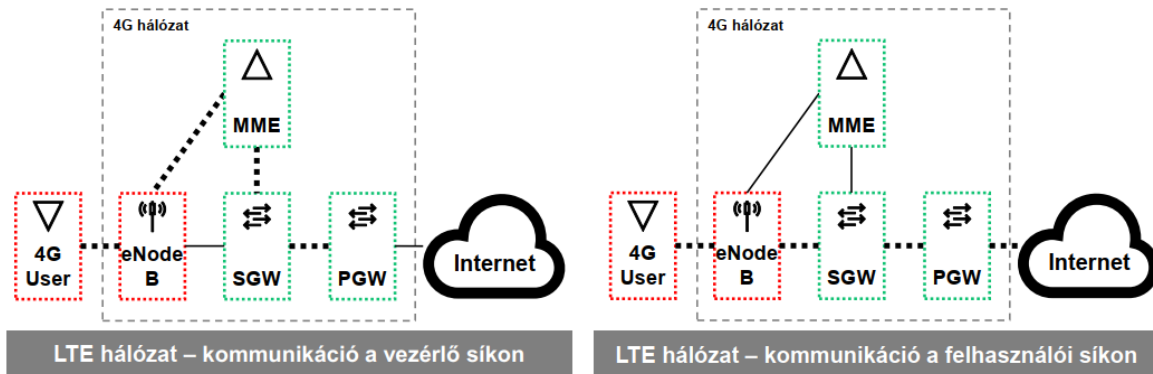 4G hálózat
MME
4G
User
eNode
B
SGW
PGW
Internet
LTE hálózat – kommunikáció a vezérlő síkon
4G hálózat
MME
4G
User
eNode
B
SGW
PGW
Internet
LTE hálózat – kommunikáció a felhasználói síkon